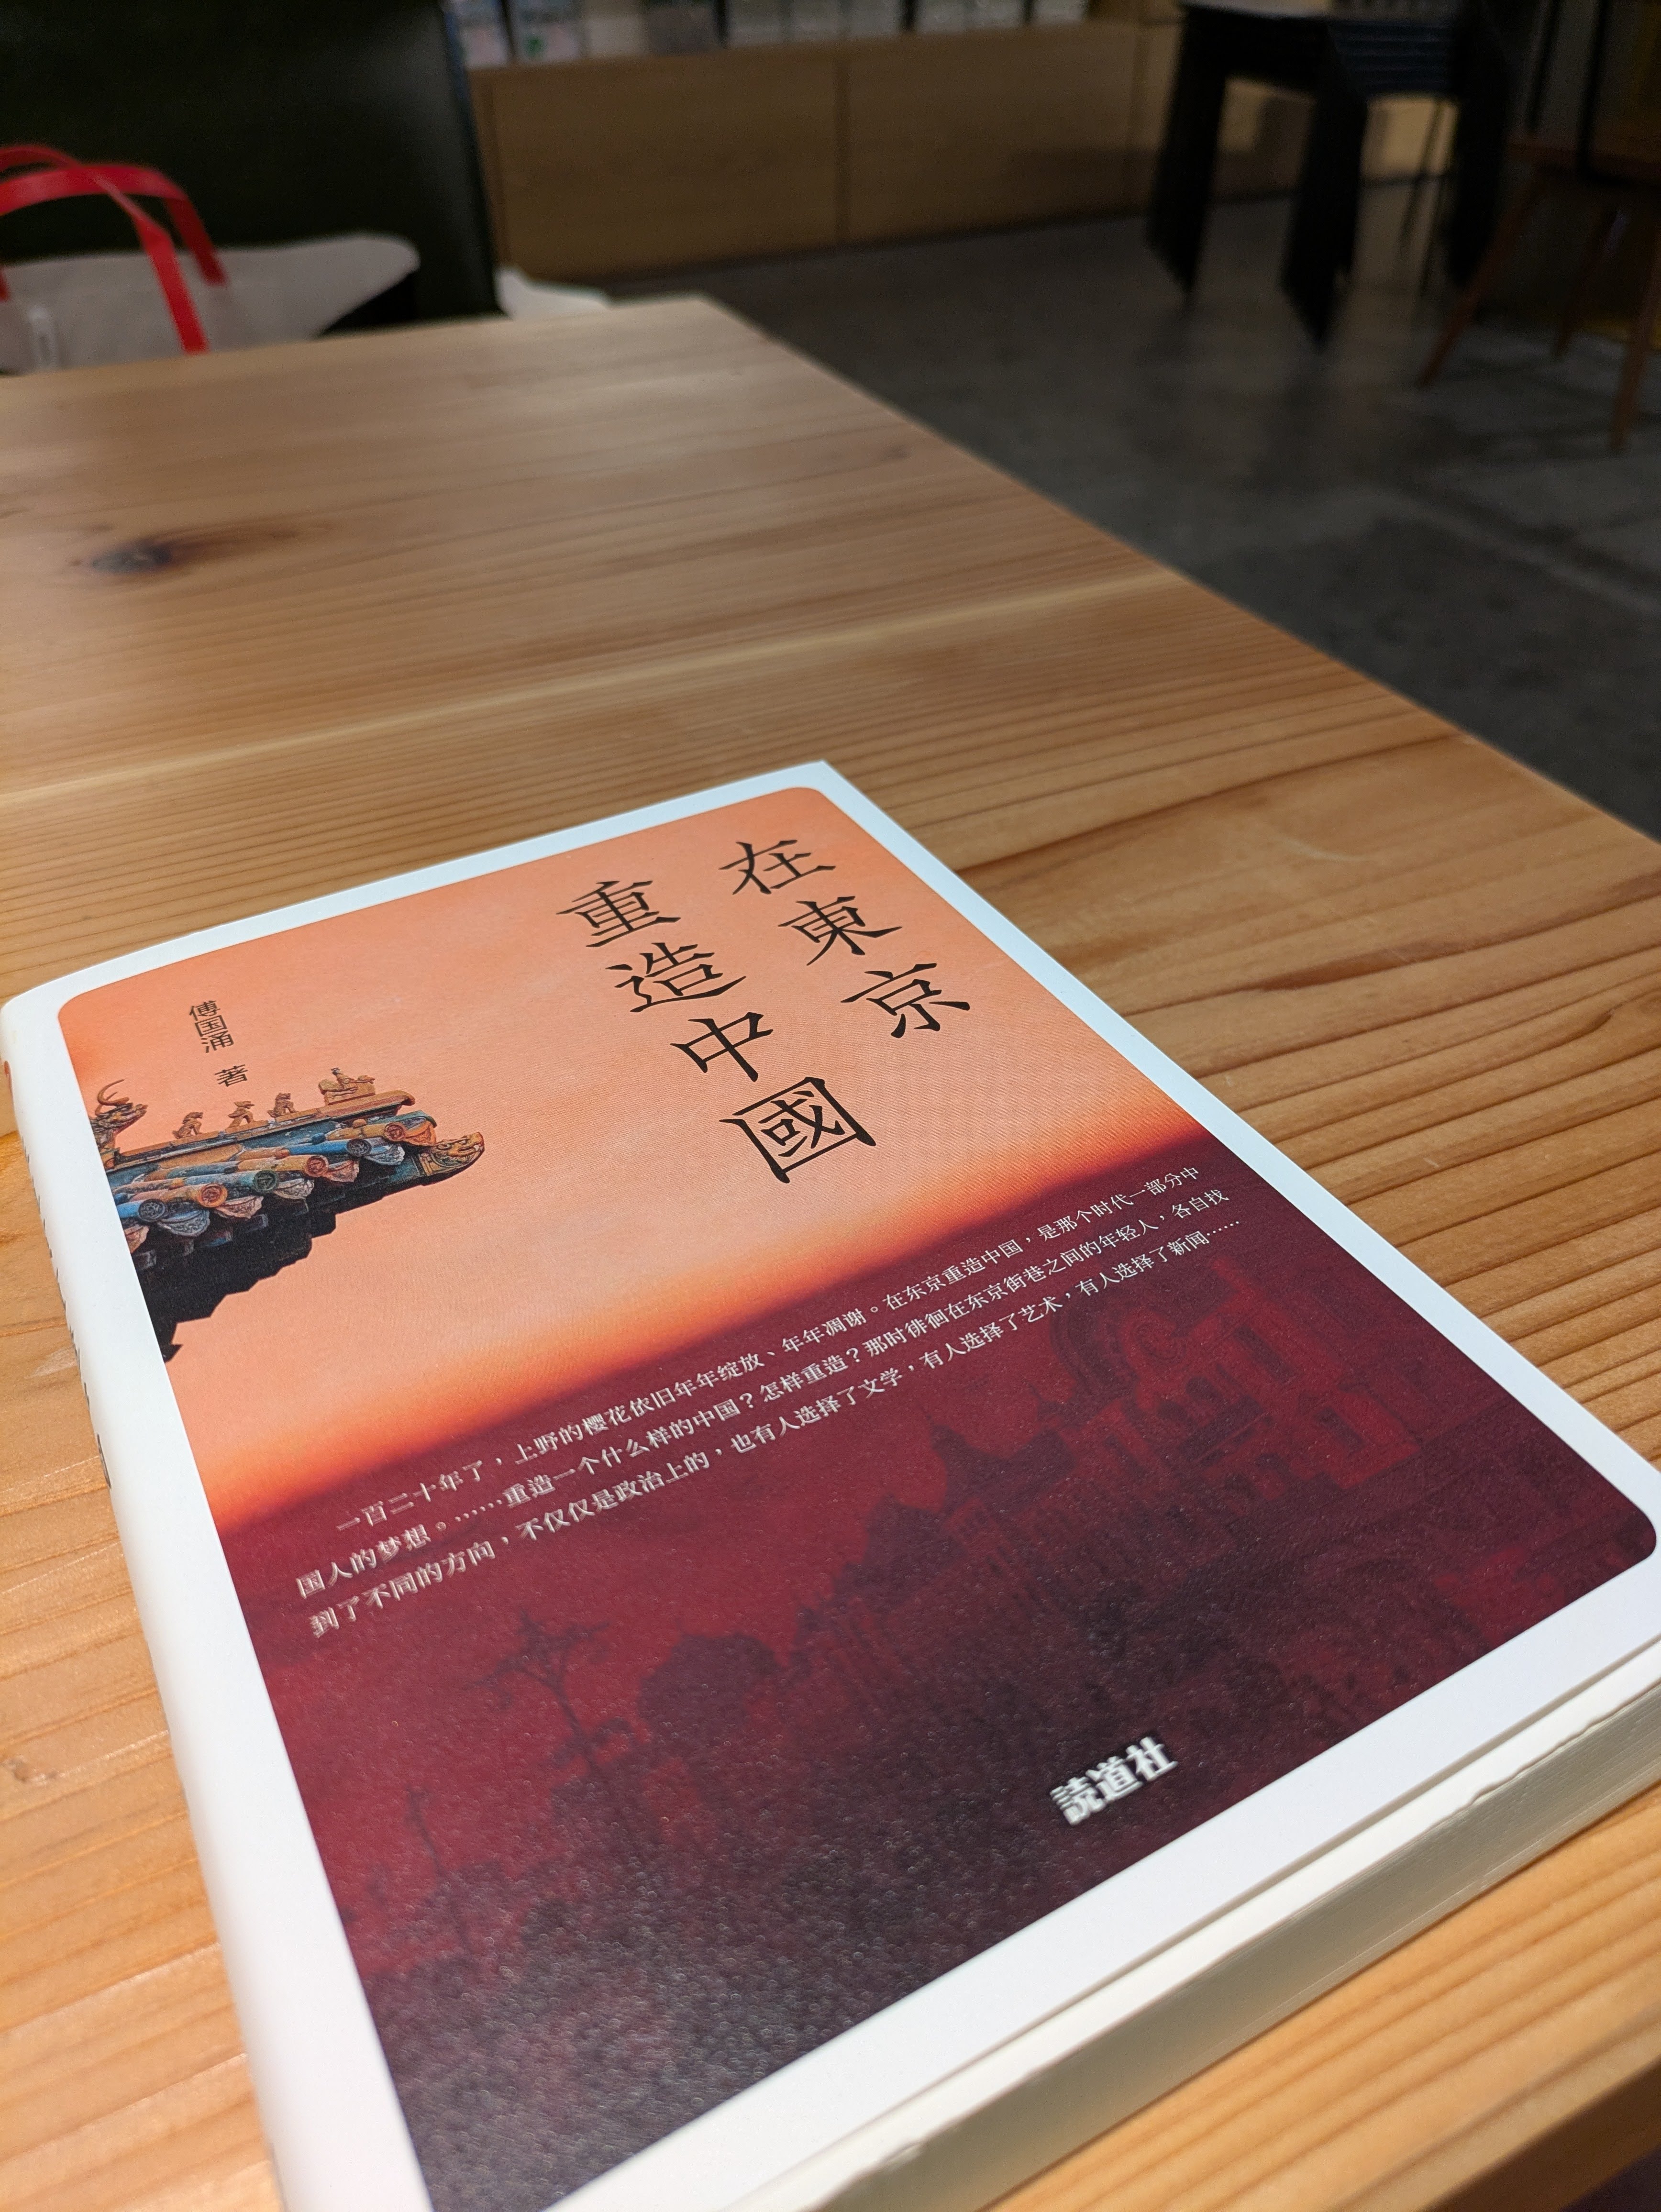 在東京
重造中國
傅国涌 著
一百二十年了，上野的樱花依旧年年绽放、年年凋谢。在东京重造中国，是那个时代一部分中
国人的梦想。……重造一个什么样的中国？怎样重造？那时徘徊在东京街巷之间的年轻人，各自找
到了不同的方向，不仅仅是政治上的，也有人选择了文学，有人选择了艺术，有人选择了新闻……
読道社